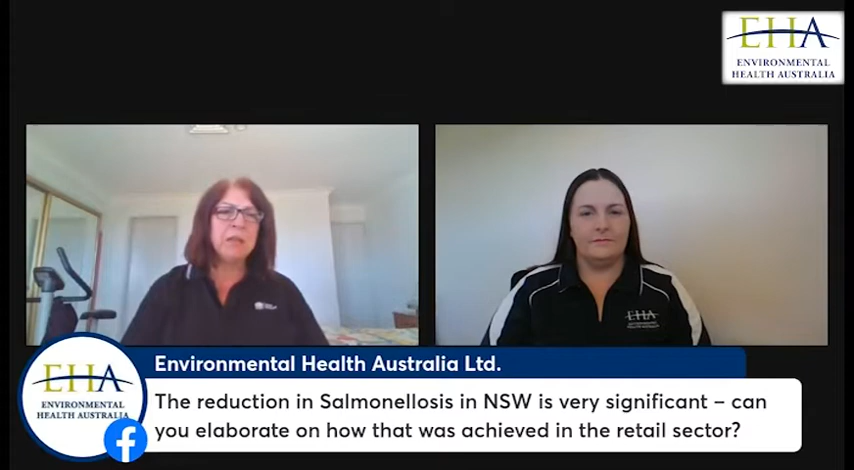 EHA
ENVIRONMENTAL
HEALTH AUSTRALIA
EHA
Environmental Health Australia Ltd.
EHA
ENVIRONMENTAL
HEALTH AUSTRALIA
The reduction in Salmonellosis in NSW is very significant – can
you elaborate on how that was achieved in the retail sector?